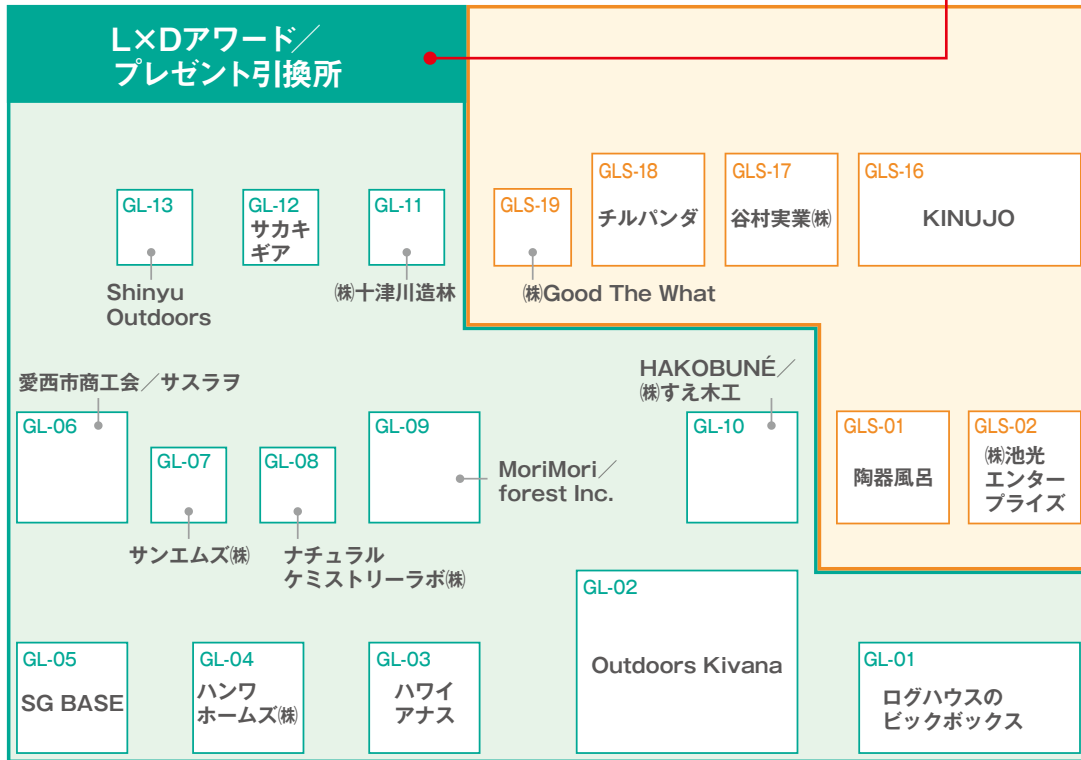 L×Dアワード／
プレゼント引換所
GL-13
Shinyu
Outdoors
GL-12
サカキ
ギア
GL-11
㈱十津川造林
GLS-19
㈱Good The What
GLS-18
チルパンダ
GLS-17
谷村実業㈱
GLS-16
KINUJO
愛西市商工会／サスラヲ
GL-06
GL-07
サンエムズ㈱
GL-08
ナチュラル
ケミストリーラボ㈱
GL-09
MoriMori／
forest Inc.
HAKOBUNÉ／
㈱すえ木工
GL-10
GLS-01
陶器風呂
GLS-02
㈱池光
エンター
プライズ
GL-05
SG BASE
GL-04
ハンワ
ホームズ㈱
GL-03
ハワイ
アナス
GL-02
Outdoors Kivana
GL-01
ログハウスの
ビックボックス